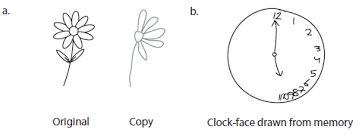 a.
b.
12
1
2
3
4
5
Original
Copy
Clock-face drawn from memory